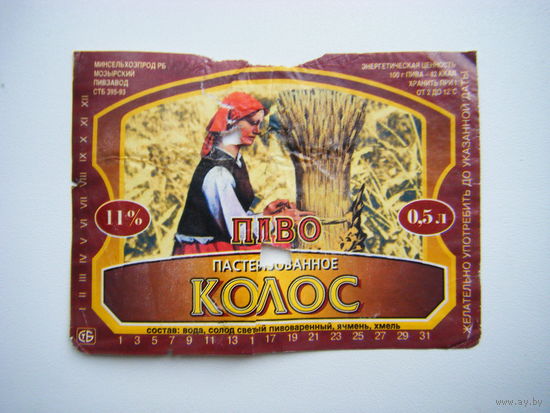 МИНСЕЛЬХОЗПРОД РБ
МОЗЫРСКИЙ
ПИВЗАВОД
СТБ 395-93
ЭНЕРГЕТИЧЕСКАЯ ЦЕННОСТЬ
100 г ПИВА - 42 ККАЛ
ХРАНИТЬ ПРИ t
ОТ 2 ДО 12 С
I II III IV V VI VII VIII IX X XI XII
11%
ПІВО
0,5 л
ПАСТЕРИЗОВАННОЕ
КОЛОС
состав: вода, солод светлый пивоваренный, ячмень, хмель
1 3 5 7 9 11 13 15 17 19 21 23 25 27 29 31
ЖЕЛАТЕЛЬНО УПОТРЕБИТЬ ДО УКАЗАННОЙ ДАТЫ
www.ay.by